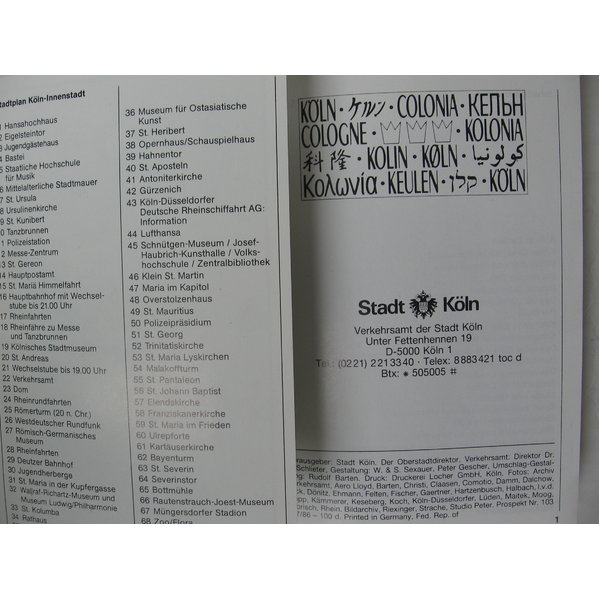 Stadtplan Köln-Innenstadt
Hansahochhaus
2 Eigelsteintor
3 Jugendgästehaus
4 Bastei
5 Staatliche Hochschule
für Musik
6 Mittelalterliche Stadtmauer
7 St. Ursula
8 Ursulinenkirche
9 St. Kunibert
0 Tanzbrunnen
1 Polizeistation
2 Messe-Zentrum
3 St. Gereon
14 Hauptpostamt
15 St. Mariä Himmelfahrt
16 Hauptbahnhof mit Wechsel-
stube bis 21.00 Uhr
17 Rheinfähren
18 Rheinfähre zu Messe
und Tanzbrunnen
19 Kölnisches Stadtmuseum
20 St. Andreas
21 Wechselstube bis 19.00 Uhr
22 Verkehrsamt
23 Dom
24 Rheinrundfahrten
25 Römerturm (20 n. Chr.)
26 Westdeutscher Rundfunk
27 Römisch-Germanisches
Museum
28 Rheinfahrten
29 Deutzer Bahnhof
30 Jugendherberge
31 St. Maria in der Kupfergasse
32 Wallraf-Richartz-Museum und
Museum Ludwig/Philharmonie
33 St. Kolumba
34 Rathaus
36 Museum für Ostasiatische
Kunst
37 St. Heribert
38 Opernhaus/Schauspielhaus
39 Hahnentor
40 St. Aposteln
41 Antoniterkirche
42 Gürzenich
43 Köln-Düsseldorfer
Deutsche Rheinschiffahrt AG:
Information
44 Lufthansa
45 Schnütgen-Museum / Josef-
Haubrich-Kunsthalle / Volks-
hochschule / Zentralbibliothek
46 Klein St. Martin
47 Maria im Kapitol
48 Overstolzenhaus
49 St. Mauritius
50 Polizeipräsidium
51 St. Georg
52 Trinitatiskirche
53 St. Maria Lyskirchen
54 Malakoffturm
55 St. Pantaleon
56 St. Johann Baptist
57 Elendskirche
58 Franziskanerkirche
59 St. Maria im Frieden
60 Ulrepforte
61 Kartäuserkirche
62 Bayenturm
63 St. Severin
64 Severinstor
65 Bottmühle
66 Rautenstrauch-Joest-Museum
67 Müngersdorfer Stadion
68 Zoo/Flora
KÖLN · ケルン · COLONIA · КЕЛЬН
COLOGNE · KOLONIA
科隆 · KOLIN · KØLN · كولونيا
Κολωνία · KEULEN · קלן · KÖLN
Stadt Köln
Verkehrsamt der Stadt Köln
Unter Fettenhennen 19
D-5000 Köln 1
Tel.: (0221) 2213340 · Telex: 8883421 toc d
Btx: * 505005 #
Herausgeber: Stadt Köln. Der Oberstadtdirektor. Verkehrsamt: Direktor Dr.
Schiefer, Gestaltung: W. & S. Sexauer, Peter Gescher, Umschlag-Gestal-
Rudolf Barten. Druck: Druckerei Locher GmbH, Köln. Fotos: Archiv
Verkehrsamt, Aero Lloyd, Barten, Christ, Claasen, Comotio, Damm, Dalchow,
Dönitz, Ehmann, Felten, Fischer, Gaertner, Hartzenbusch, Halbach, l.v.d.
Kämmerer, Keseberg, Koch, Köln-Düsseldorfer, Lüden, Maitek, Moog,
Rhein. Bildarchiv, Riexinger, Strache, Studio Peter, Prospekt Nr. 3
7/86 – 100 d. Printed in Germany, Fed. Rep. of
1